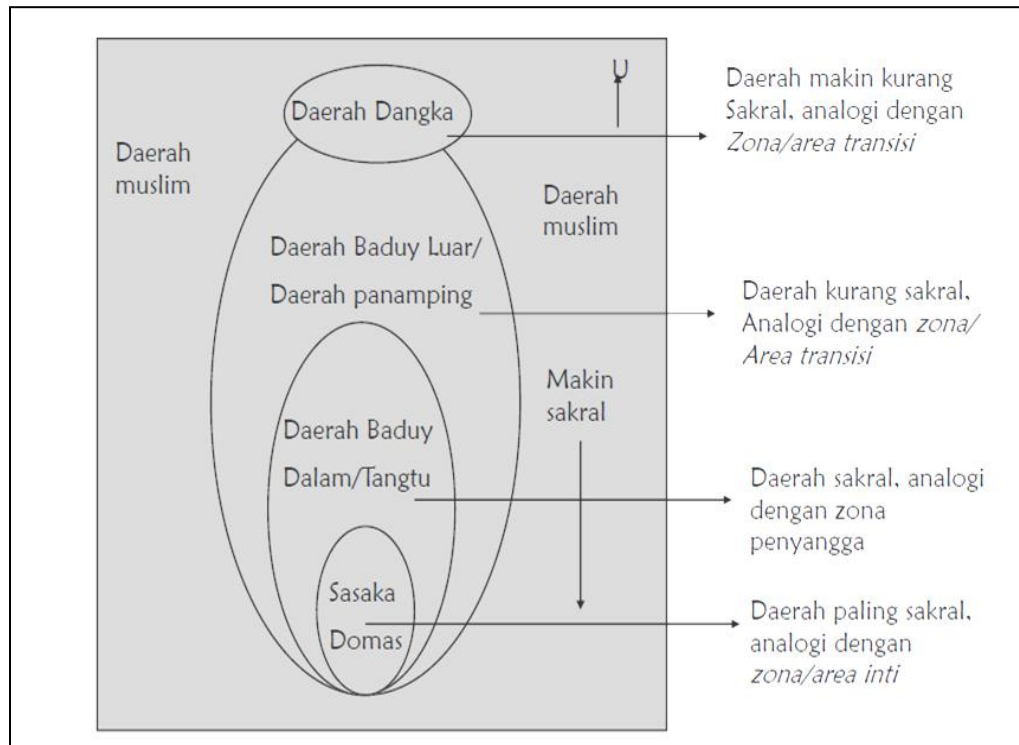 U
Daerah Dangka
Daerah makin kurang
Sakral, analogi dengan
Zona/area transisi
Daerah
muslim
Daerah
muslim
Daerah Baduy Luar/
Daerah panamping
Daerah kurang sakral,
Analogi dengan zona/
Area transisi
Makin
sakral
Daerah Baduy
Dalam/Tangtu
Daerah sakral, analogi
dengan zona
penyangga
Sasaka
Domas
Daerah paling sakral,
analogi dengan
zona/area inti